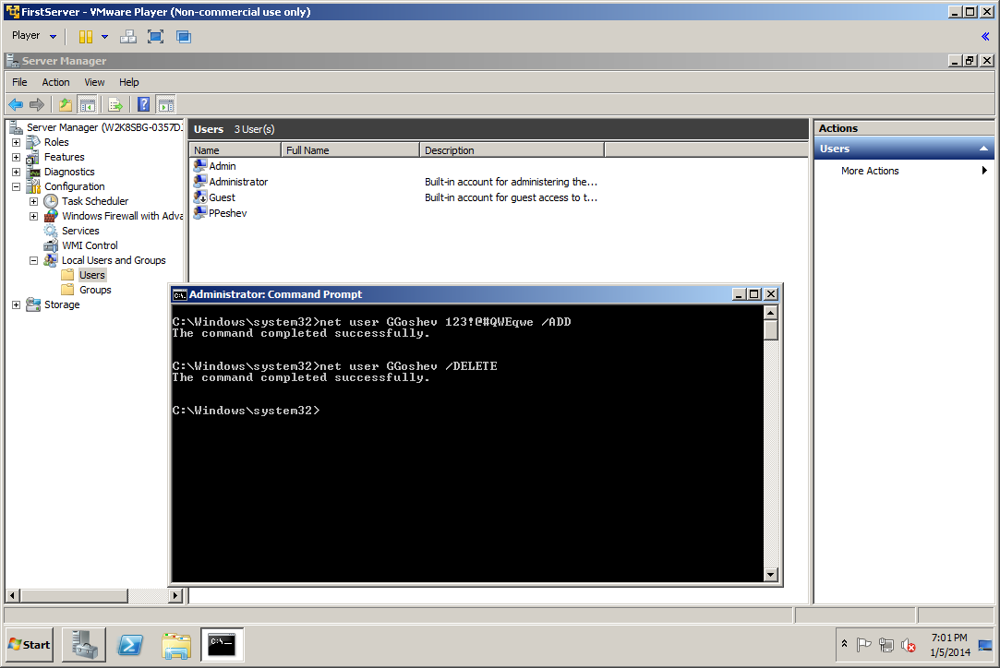 FirstServer - VMware Player (Non-commercial use only)
Player
Server Manager
File Action View Help
Server Manager (W2K8SBG-0357D
Roles
Features
Diagnostics
Configuration
Task Scheduler
Windows Firewall with Adva
Services
WMI Control
Local Users and Groups
Users
Groups
Storage
Users 3 User(s)
Name Full Name Description
Admin
Administrator Built-in account for administering the...
Guest Built-in account for guest access to t...
PPeshev
Actions
Users
More Actions
Administrator: Command Prompt
C:\Windows\system32>net user GGoshev 123!@#QWEqwe /ADD
The command completed successfully.
C:\Windows\system32>net user GGoshev /DELETE
The command completed successfully.
C:\Windows\system32>
Start
7:01 PM
1/5/2014